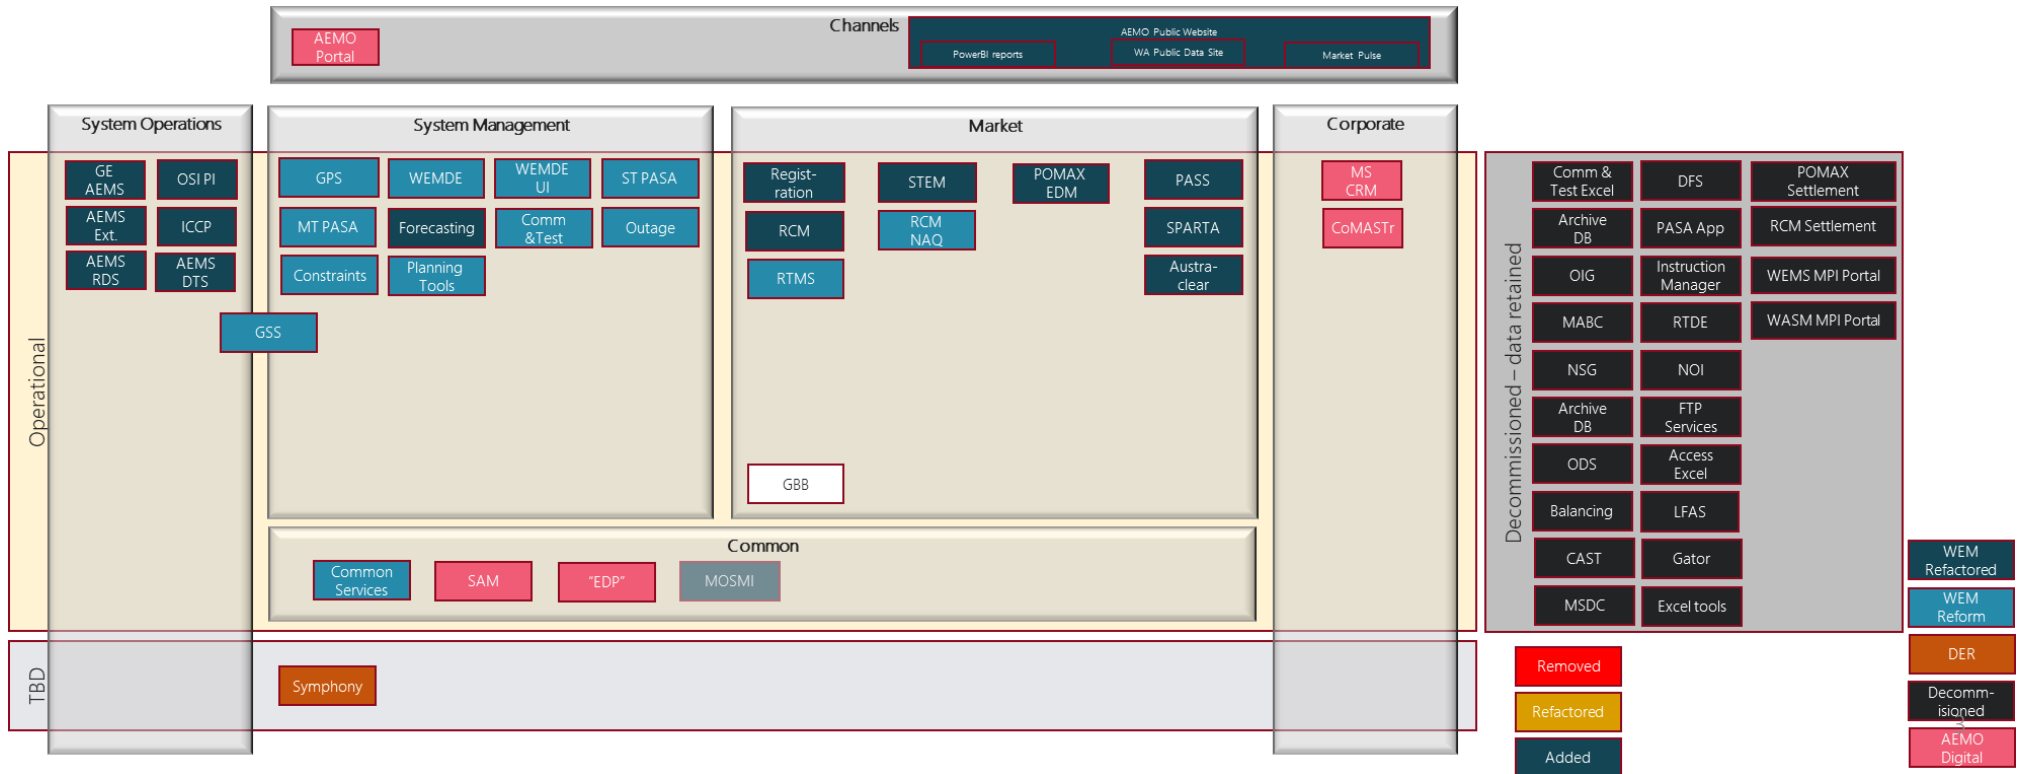 Channels
AEMO
Portal
AEMO Public Website
PowerBI reports
WA Public Data Site
Market Pulse
System Operations
System Management
Market
Corporate
Operational
GE
AEMS
OSI PI
AEMS
Ext.
ICCP
AEMS
RDS
AEMS
DTS
GSS
GPS
WEMDE
WEMDE
UI
ST PASA
MT PASA
Forecasting
Comm
&Test
Outage
Constraints
Planning
Tools
Regist-
ration
STEM
POMAX
EDM
PASS
RCM
RCM
NAQ
SPARTA
RTMS
Austra-
clear
GBB
MS
CRM
CoMASTr
Common
Common
Services
SAM
"EDP"
MOSMI
TBD
Symphony
Decommissioned – data retained
Comm &
Test Excel
DFS
POMAX
Settlement
Archive
DB
PASA App
RCM Settlement
OIG
Instruction
Manager
WEMS MPI Portal
MABC
RTDE
WASM MPI Portal
NSG
NOI
Archive
DB
FTP
Services
ODS
Access
Excel
Balancing
LFAS
CAST
Gator
MSDC
Excel tools
Removed
Refactored
Added
WEM
Refactored
WEM
Reform
DER
Decomm-
isioned
AEMO
Digital